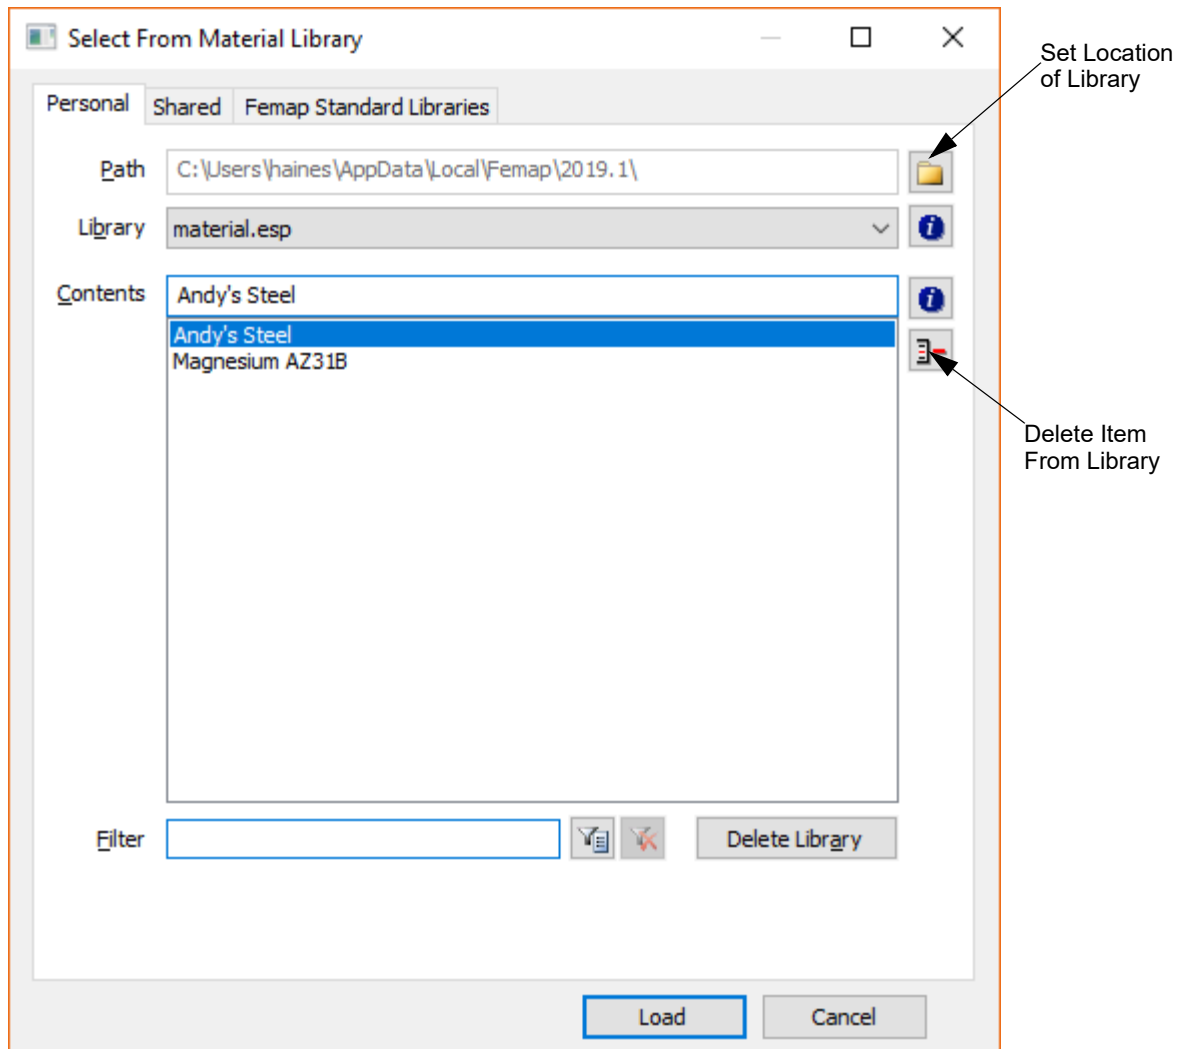 Select From Material Library
Set Location
of Library
Personal
Shared
Femap Standard Libraries
Path
C:\Users\haines\AppData\Local\Femap\2019.1\
Library
material.esp
Contents
Andy's Steel
Andy's Steel
Magnesium AZ31B
Delete Item
From Library
Filter
Delete Library
Load
Cancel